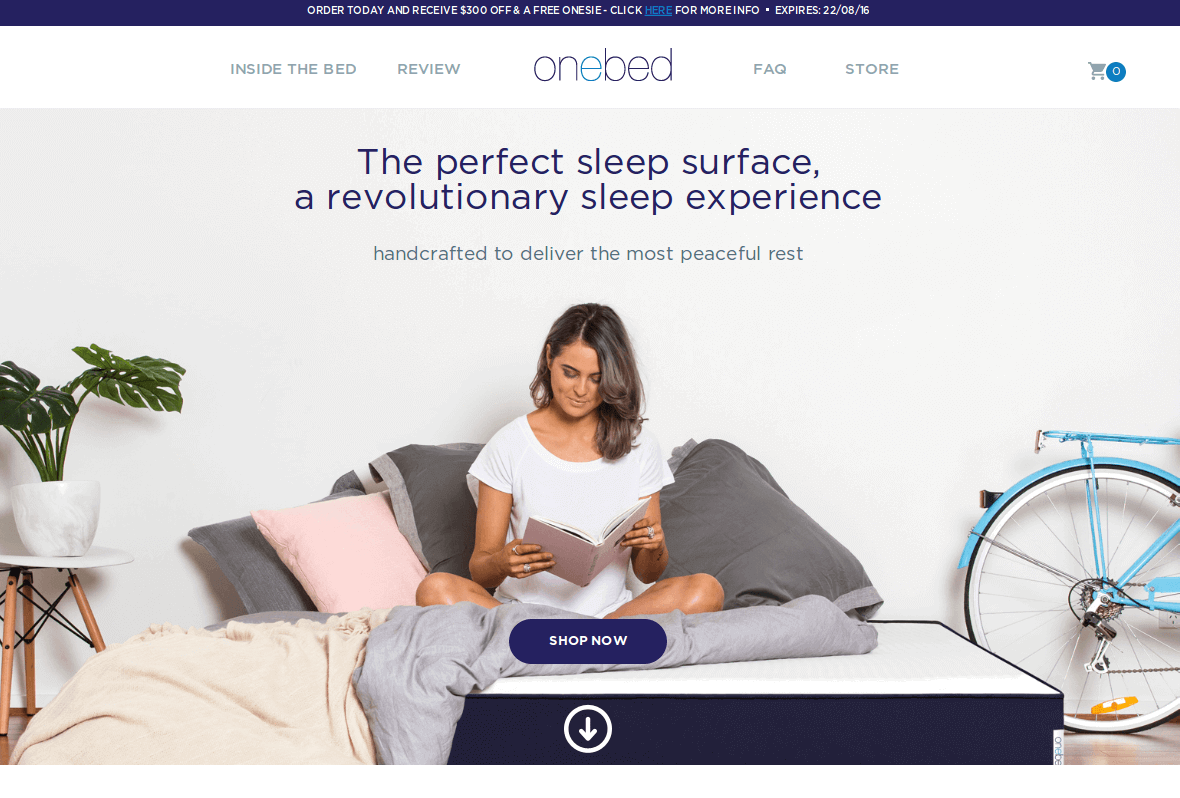 ORDER TODAY AND RECEIVE $300 OFF & A FREE ONESIE - CLICK HERE FOR MORE INFO • EXPIRES: 22/08/16
INSIDE THE BED REVIEW onebed FAQ STORE 0
The perfect sleep surface,
a revolutionary sleep experience
handcrafted to deliver the most peaceful rest
SHOP NOW
onebe